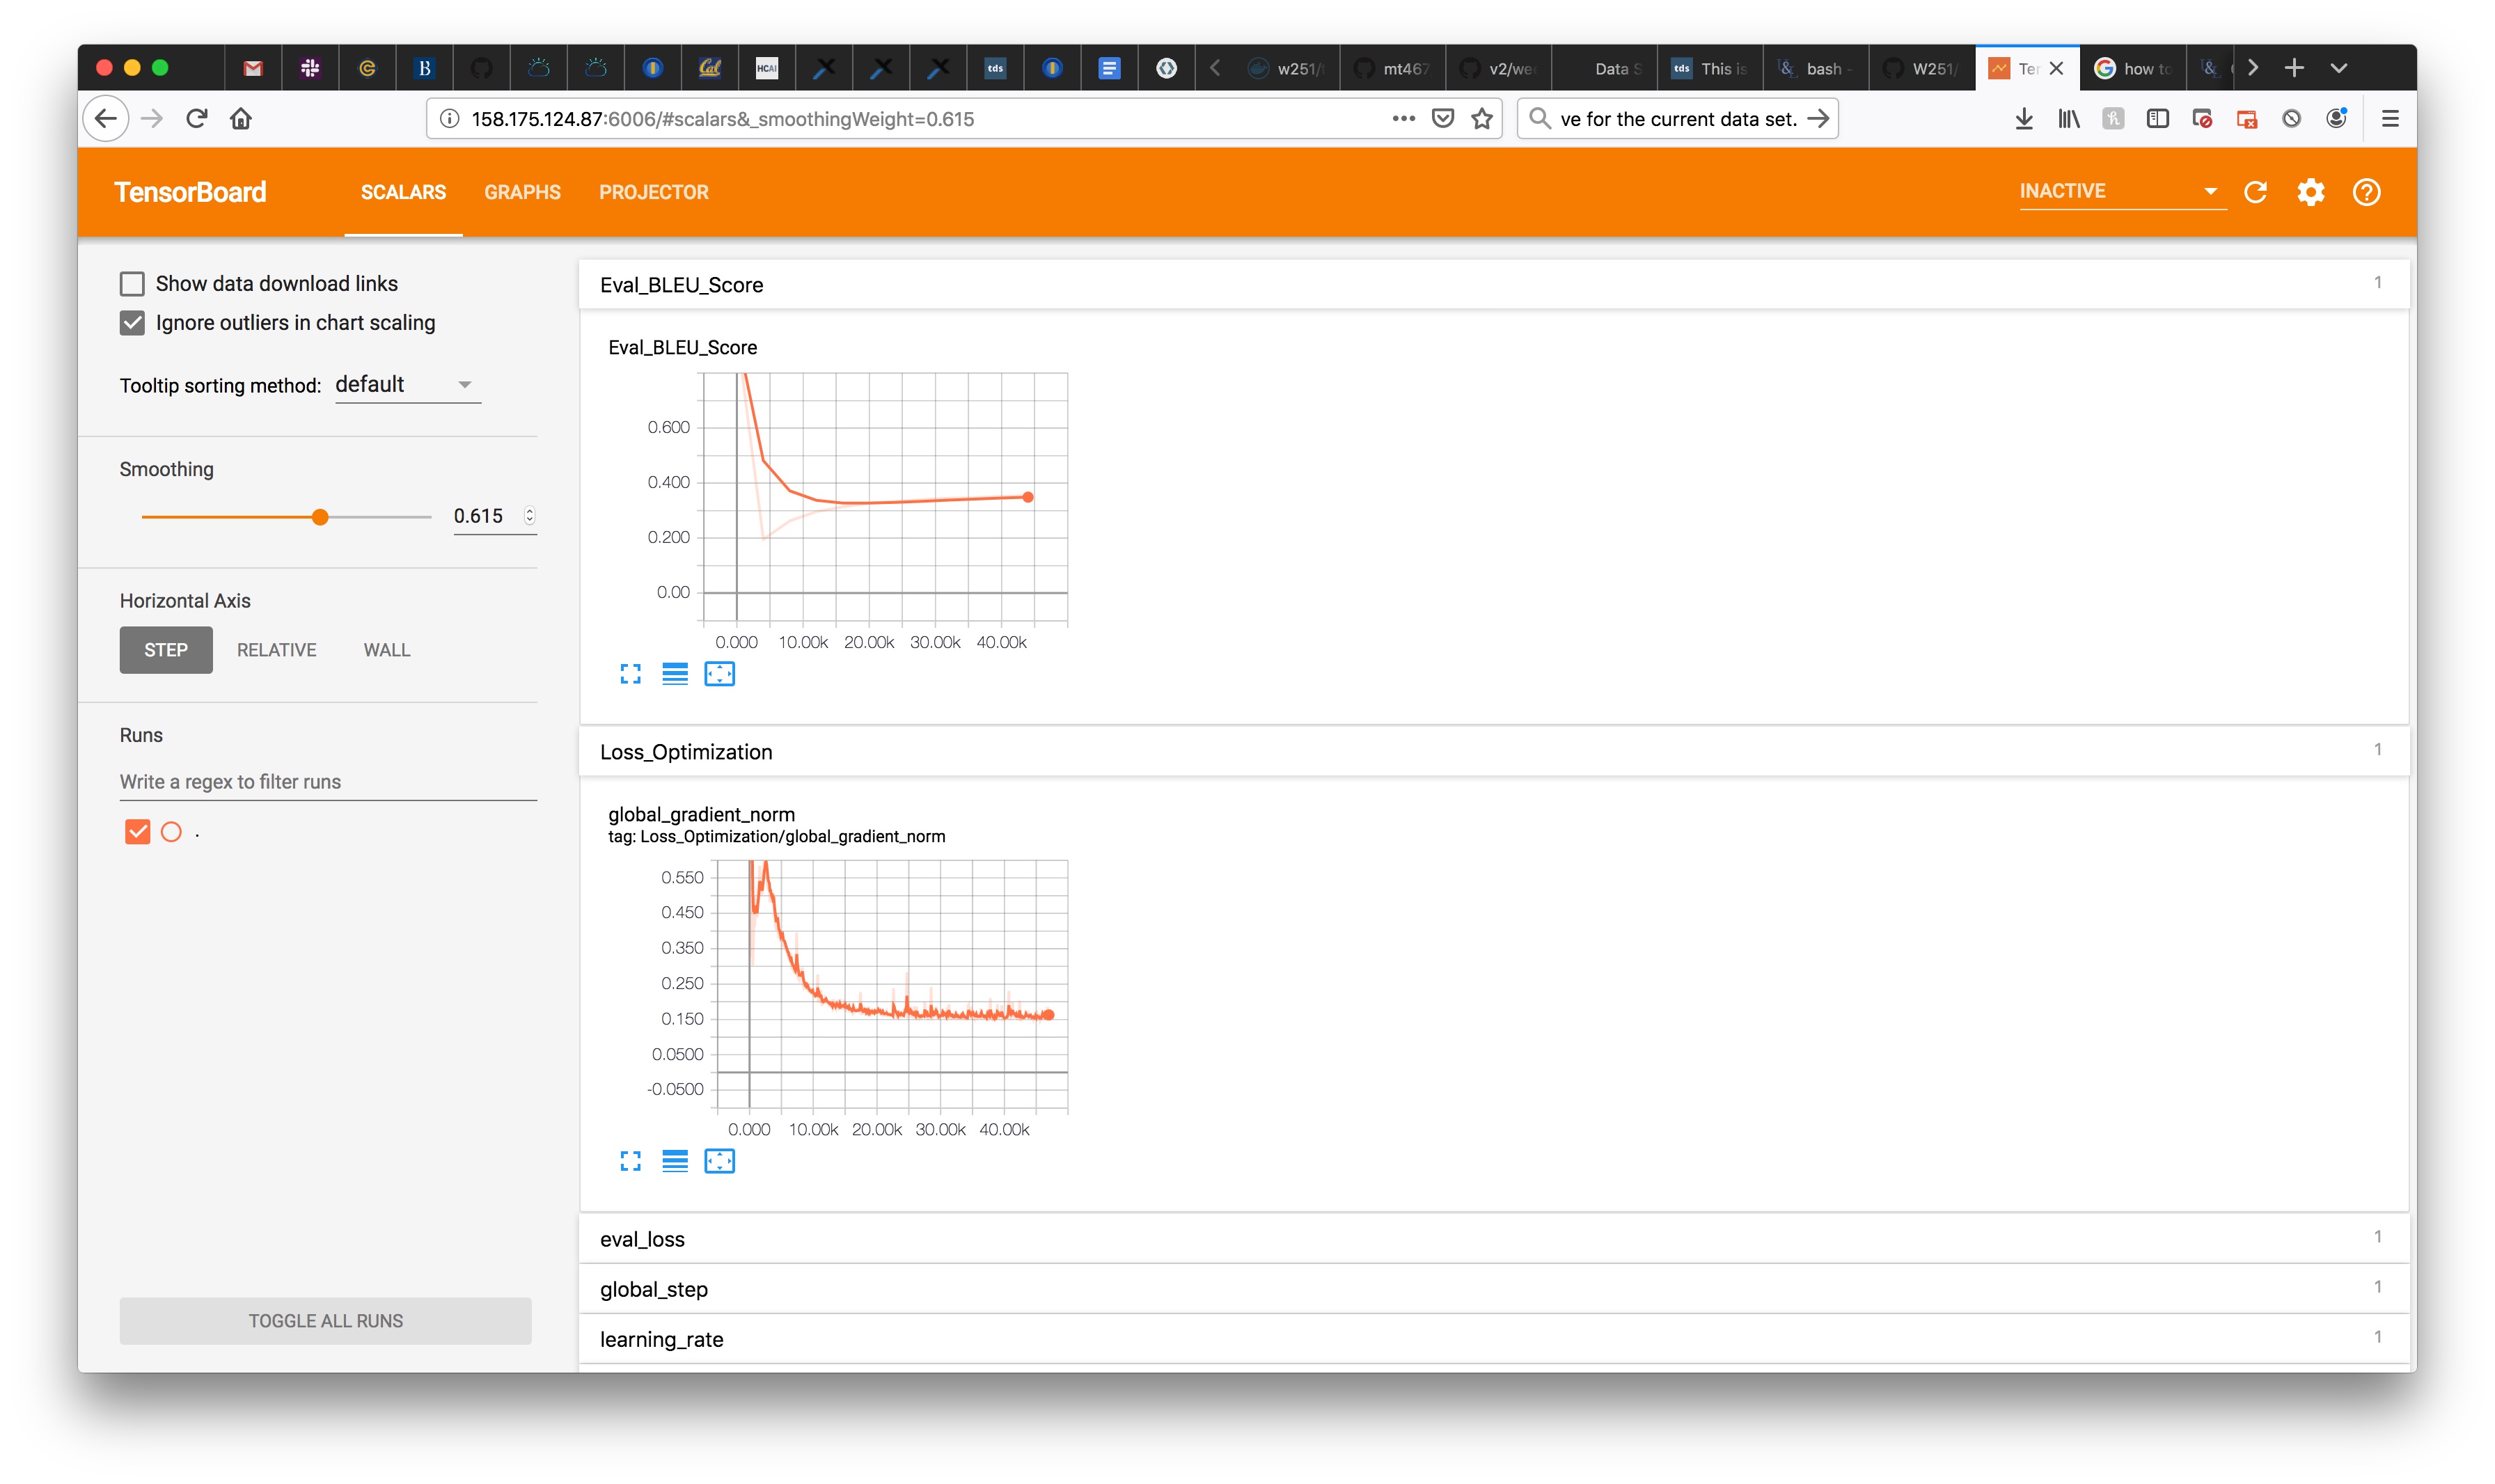 B
Cal
HCAI
tds
w251/
mt467
v2/we
Data S
tds This is
bash -
W251/
Ter
how to
158.175.124.87:6006/#scalars&_smoothingWeight=0.615
ve for the current data set.
TensorBoard
SCALARS
GRAPHS
PROJECTOR
INACTIVE
Show data download links
Ignore outliers in chart scaling
Tooltip sorting method: default
Smoothing
0.615
Horizontal Axis
STEP
RELATIVE
WALL
Runs
Write a regex to filter runs
.
TOGGLE ALL RUNS
Eval_BLEU_Score
1
Eval_BLEU_Score
0.600
0.400
0.200
0.00
0.000 10.00k 20.00k 30.00k 40.00k
Loss_Optimization
1
global_gradient_norm
tag: Loss_Optimization/global_gradient_norm
0.550
0.450
0.350
0.250
0.150
0.0500
-0.0500
0.000 10.00k 20.00k 30.00k 40.00k
eval_loss
1
global_step
1
learning_rate
1